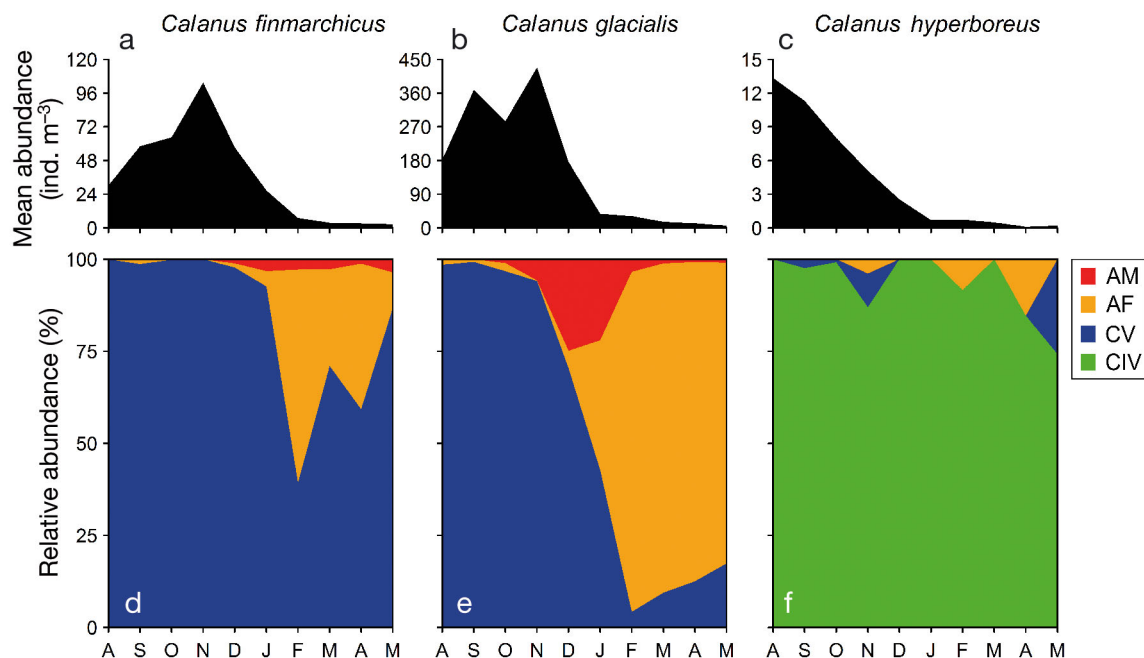 Calanus finmarchicus
Calanus glacialis
Calanus hyperboreus
a
b
c
Mean abundance
(ind. m⁻³)
120
96
72
48
24
0
450
360
270
180
90
0
15
12
9
6
3
0
Relative abundance (%)
100
75
50
25
0
d
e
f
AM
AF
CV
CIV
A S O N D J F M A M
A S O N D J F M A M
A S O N D J F M A M